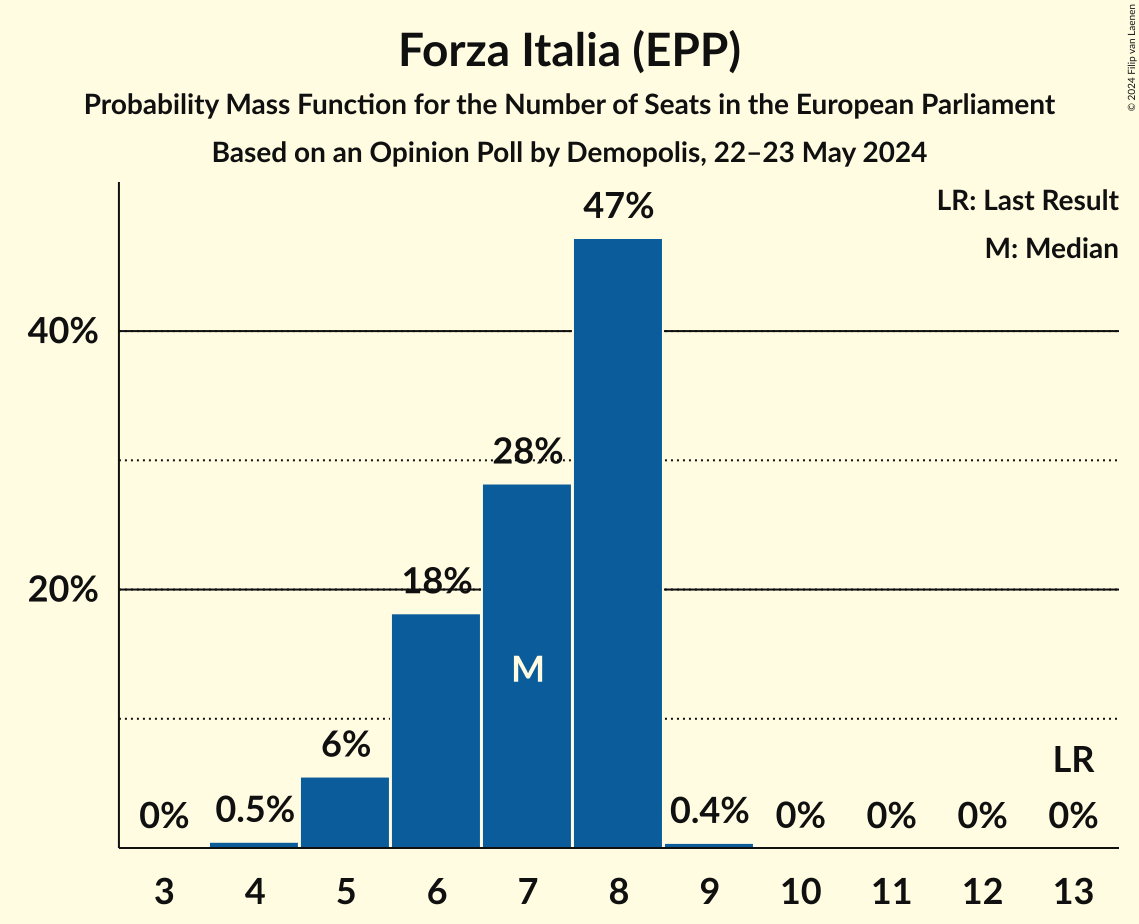 Forza Italia (EPP)
Probability Mass Function for the Number of Seats in the European Parliament
Based on an Opinion Poll by Demopolis, 22–23 May 2024
© 2024 Filip van Laenen
LR: Last Result
M: Median
47%
40%
28%
20%
18%
M
6%
LR
0%
0.5%
0.4%
0%
0%
0%
0%
3 4 5 6 7 8 9 10 11 12 13